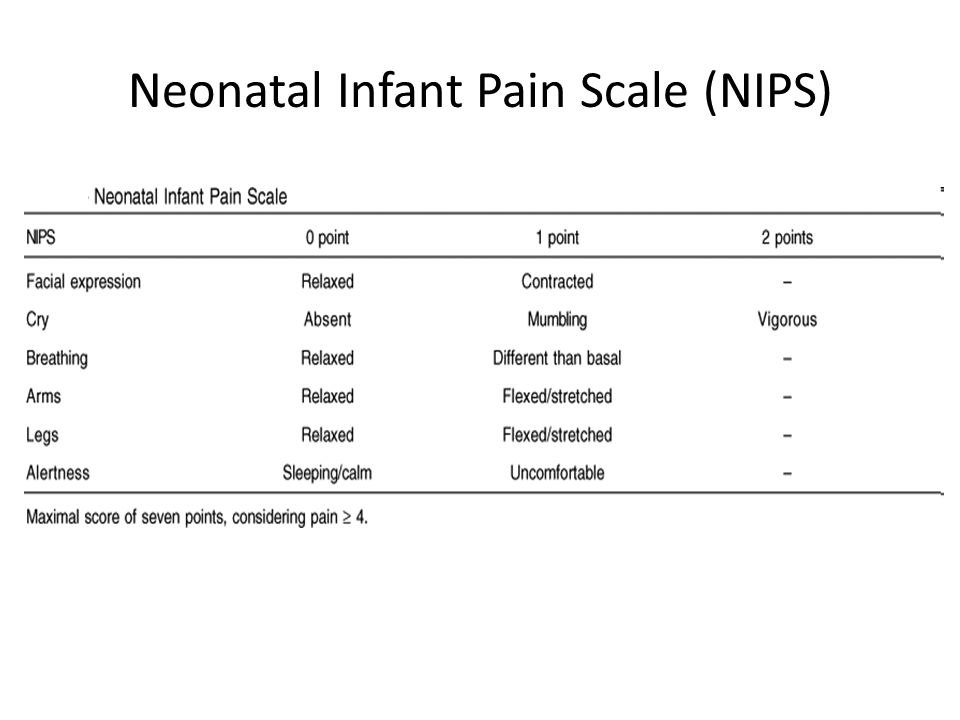 Neonatal Infant Pain Scale (NIPS)
Neonatal Infant Pain Scale
NIPS 0 point 1 point 2 points
Facial expression Relaxed Contracted –
Cry Absent Mumbling Vigorous
Breathing Relaxed Different than basal –
Arms Relaxed Flexed/stretched –
Legs Relaxed Flexed/stretched –
Alertness Sleeping/calm Uncomfortable –
Maximal score of seven points, considering pain ≥ 4.